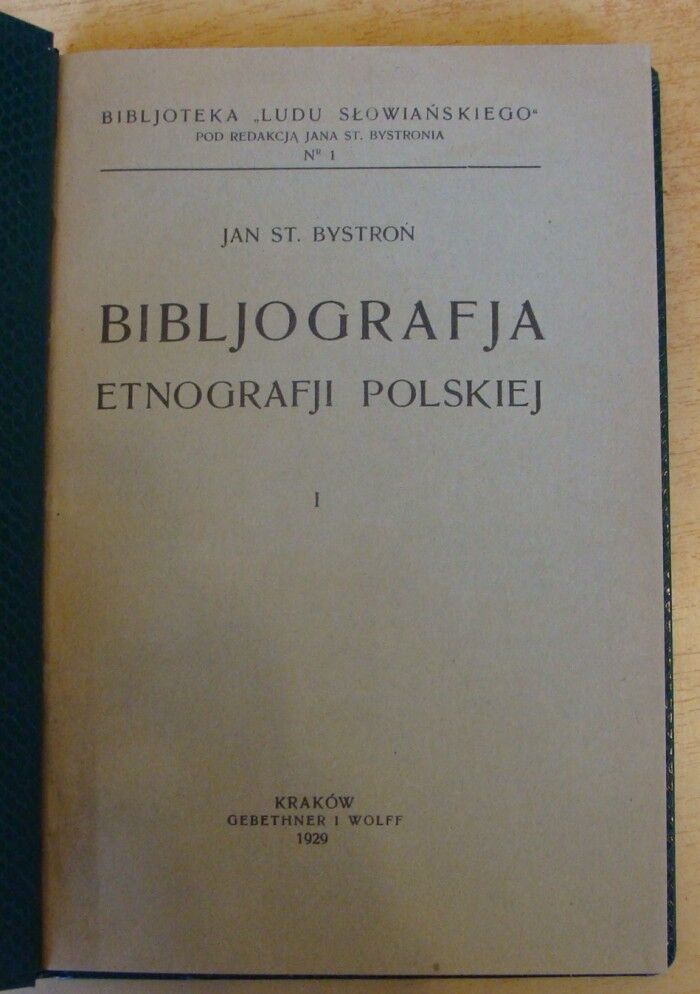 BIBLJOTEKA „LUDU SŁOWIAŃSKIEGO“
POD REDAKCJĄ JANA ST. BYSTRONIA
Nᴿ 1
JAN ST. BYSTROŃ
BIBLJOGRAFJA
ETNOGRAFJI POLSKIEJ
I
KRAKÓW
GEBETHNER I WOLFF
1929